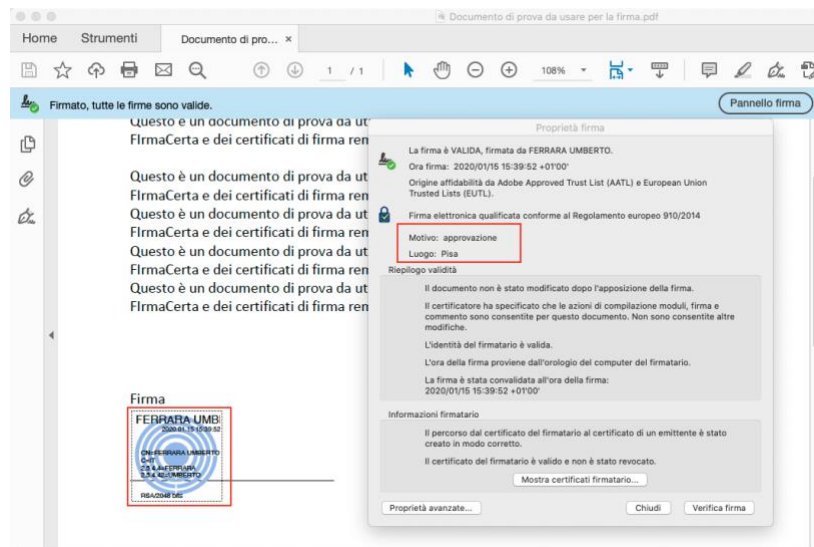 Documento di prova da usare per la firma.pdf
Home Strumenti Documento di pro... ×
1 / 1 108%
Firmato, tutte le firme sono valide.
Pannello firma
Questo è un documento di prova da ut
FIrmaCerta e dei certificati di firma ren
Questo è un documento di prova da ut
FIrmaCerta e dei certificati di firma ren
Questo è un documento di prova da ut
FIrmaCerta e dei certificati di firma ren
Questo è un documento di prova da ut
FIrmaCerta e dei certificati di firma ren
Questo è un documento di prova da ut
FIrmaCerta e dei certificati di firma ren
Firma
FERRARA UMB
2020.01.15 15:39:52
CN=FERRARA UMBERTO
C=IT
2.5.4.4=FERRARA
2.5.4.42=UMBERTO
RSA/2048 bits
Proprietà firma
La firma è VALIDA, firmata da FERRARA UMBERTO.
Ora firma: 2020/01/15 15:39:52 +01'00'
Origine affidabilità da Adobe Approved Trust List (AATL) e European Union
Trusted Lists (EUTL).
Firma elettronica qualificata conforme al Regolamento europeo 910/2014
Motivo: approvazione
Luogo: Pisa
Riepilogo validità
Il documento non è stato modificato dopo l'apposizione della firma.
Il certificatore ha specificato che le azioni di compilazione moduli, firma e
commento sono consentite per questo documento. Non sono consentite altre
modifiche.
L'identità del firmatario è valida.
L'ora della firma proviene dall'orologio del computer del firmatario.
La firma è stata convalidata all'ora della firma:
2020/01/15 15:39:52 +01'00'
Informazioni firmatario
Il percorso dal certificato del firmatario al certificato di un emittente è stato
creato in modo corretto.
Il certificato del firmatario è valido e non è stato revocato.
Mostra certificati firmatario...
Proprietà avanzate... Chiudi Verifica firma